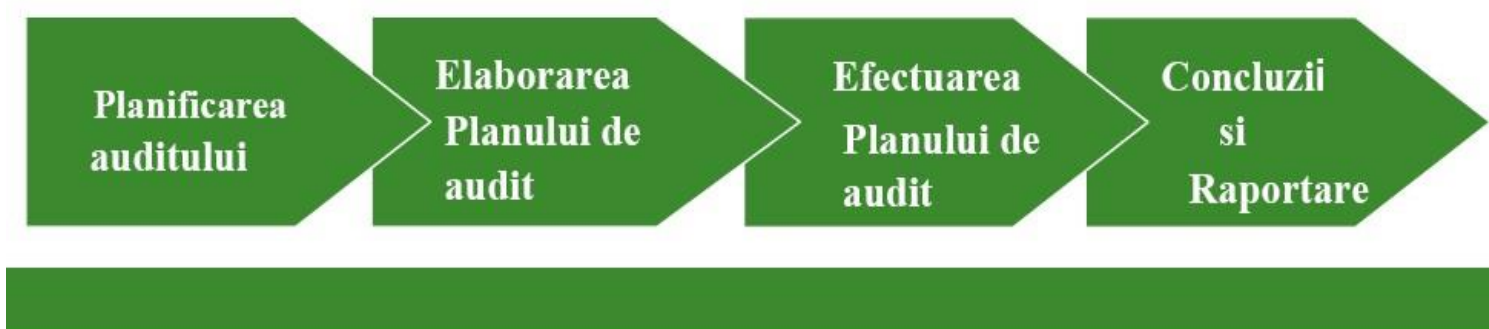 Planificarea
auditului
Elaborarea
Planului de
audit
Efectuarea
Planului de
audit
Concluzii
si
Raportare